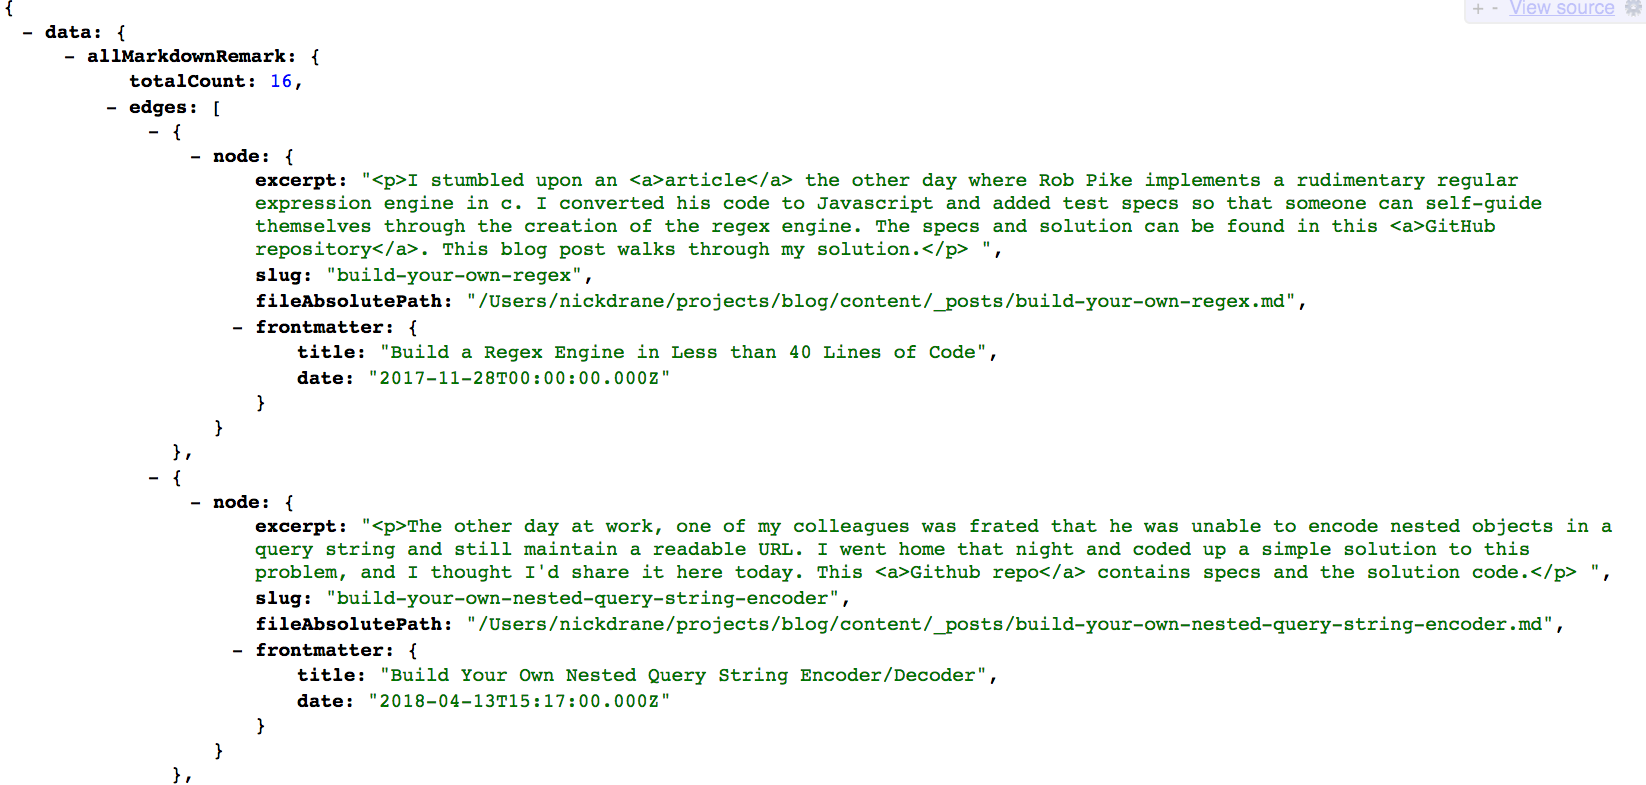 {
+ - View source
- data: {
- allMarkdownRemark: {
totalCount: 16,
- edges: [
- {
- node: {
excerpt: "<p>I stumbled upon an <a>article</a> the other day where Rob Pike implements a rudimentary regular
expression engine in c. I converted his code to Javascript and added test specs so that someone can self-guide
themselves through the creation of the regex engine. The specs and solution can be found in this <a>GitHub
repository</a>. This blog post walks through my solution.</p> ",
slug: "build-your-own-regex",
fileAbsolutePath: "/Users/nickdrane/projects/blog/content/_posts/build-your-own-regex.md",
- frontmatter: {
title: "Build a Regex Engine in Less than 40 Lines of Code",
date: "2017-11-28T00:00:00.000Z"
}
}
},
- {
- node: {
excerpt: "<p>The other day at work, one of my colleagues was frated that he was unable to encode nested objects in a
query string and still maintain a readable URL. I went home that night and coded up a simple solution to this
problem, and I thought I'd share it here today. This <a>Github repo</a> contains specs and the solution code.</p> ",
slug: "build-your-own-nested-query-string-encoder",
fileAbsolutePath: "/Users/nickdrane/projects/blog/content/_posts/build-your-own-nested-query-string-encoder.md",
- frontmatter: {
title: "Build Your Own Nested Query String Encoder/Decoder",
date: "2018-04-13T15:17:00.000Z"
}
}
},